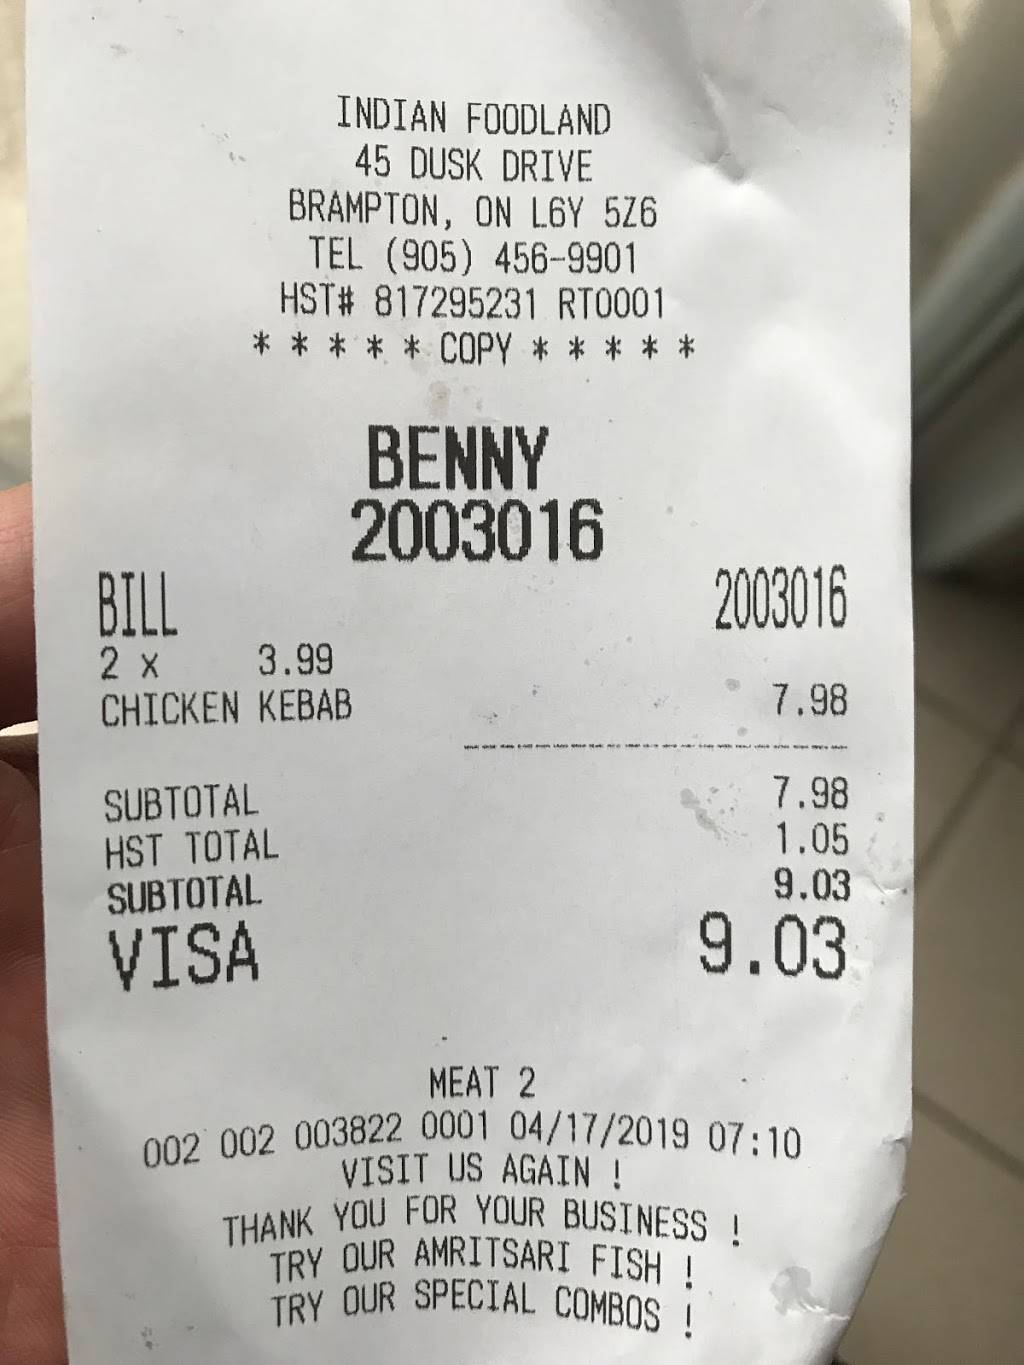 INDIAN FOODLAND
45 DUSK DRIVE
BRAMPTON, ON L6Y 5Z6
TEL (905) 456-9901
HST# 817295231 RT0001
* * * * * COPY * * * * *
BENNY
2003016
BILL 2003016
2 x 3.99
CHICKEN KEBAB 7.98
SUBTOTAL 7.98
HST TOTAL 1.05
SUBTOTAL 9.03
VISA 9.03
MEAT 2
002 002 003822 0001 04/17/2019 07:10
VISIT US AGAIN !
THANK YOU FOR YOUR BUSINESS !
TRY OUR AMRITSARI FISH !
TRY OUR SPECIAL COMBOS !